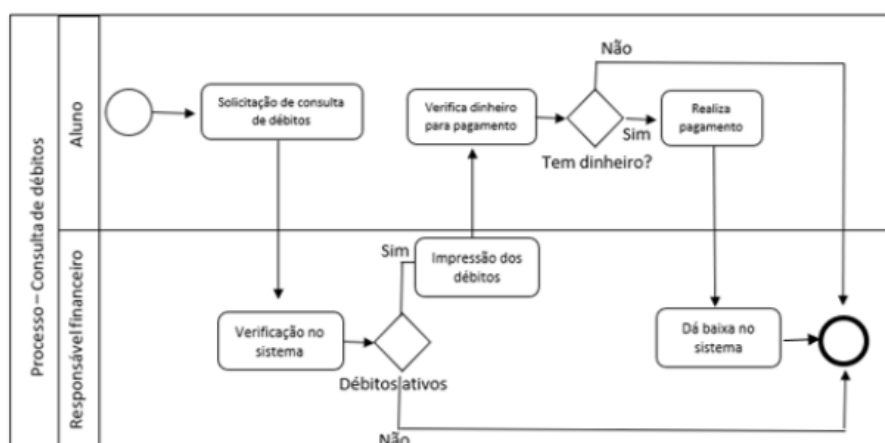 Processo – Consulta de débitos
Aluno
Solicitação de consulta
de débitos
Verifica dinheiro
para pagamento
Não
Sim
Tem dinheiro?
Realiza
pagamento
Responsável financeiro
Verificação no
sistema
Sim
Impressão dos
débitos
Débitos ativos
Não
Dá baixa no
sistema